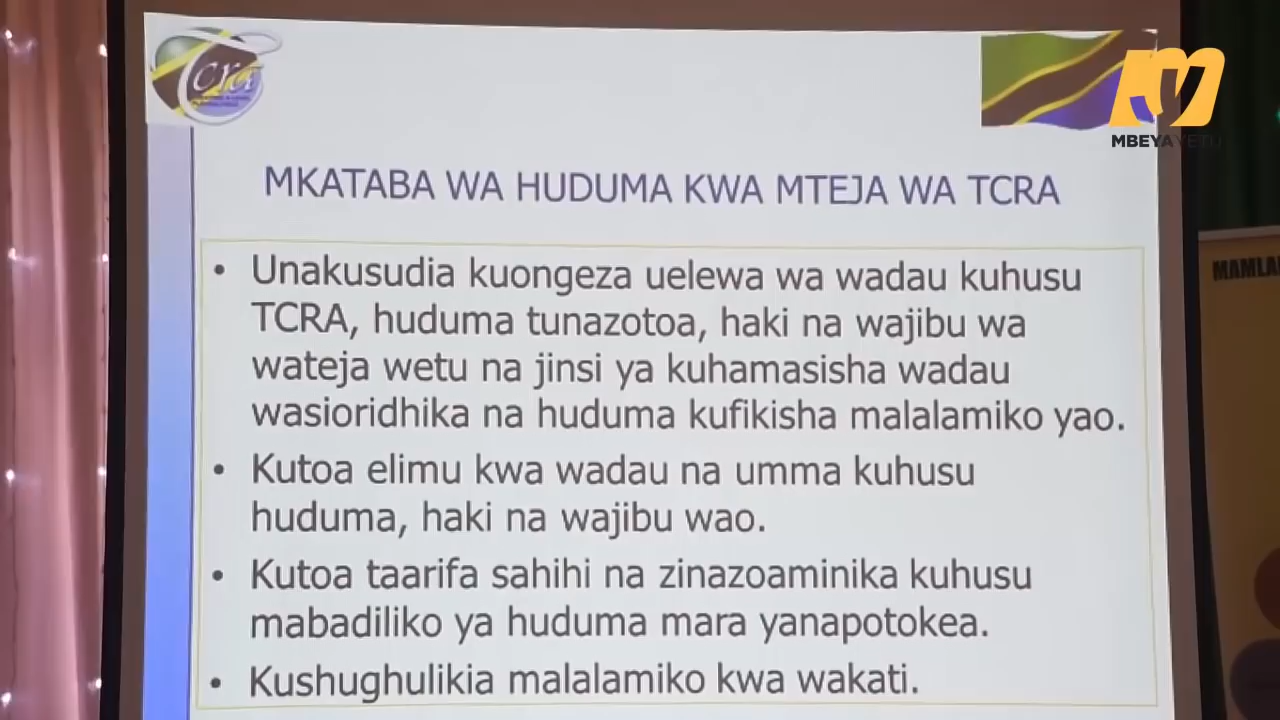 tcra
MBEYA YETU
MKATABA WA HUDUMA KWA MTEJA WA TCRA
• Unakusudia kuongeza uelewa wa wadau kuhusu
TCRA, huduma tunazotoa, haki na wajibu wa
wateja wetu na jinsi ya kuhamasisha wadau
wasioridhika na huduma kufikisha malalamiko yao.
• Kutoa elimu kwa wadau na umma kuhusu
huduma, haki na wajibu wao.
• Kutoa taarifa sahihi na zinazoaminika kuhusu
mabadiliko ya huduma mara yanapotokea.
• Kushughulikia malalamiko kwa wakati.